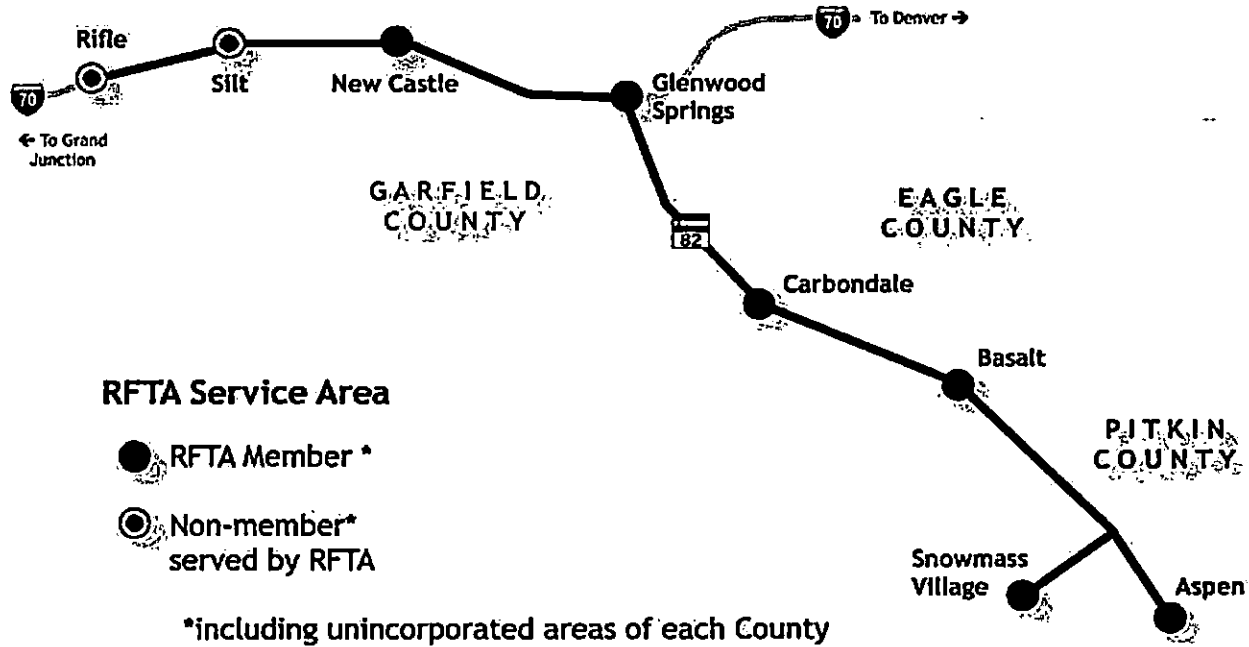 70 To Denver →
Rifle
Silt
New Castle
Glenwood
Springs
70
← To Grand
Junction
GARFIELD
COUNTY
EAGLE
COUNTY
82
Carbondale
Basalt
RFTA Service Area
RFTA Member *
PITKIN
COUNTY
Non-member*
served by RFTA
Snowmass
Village
Aspen
*including unincorporated areas of each County